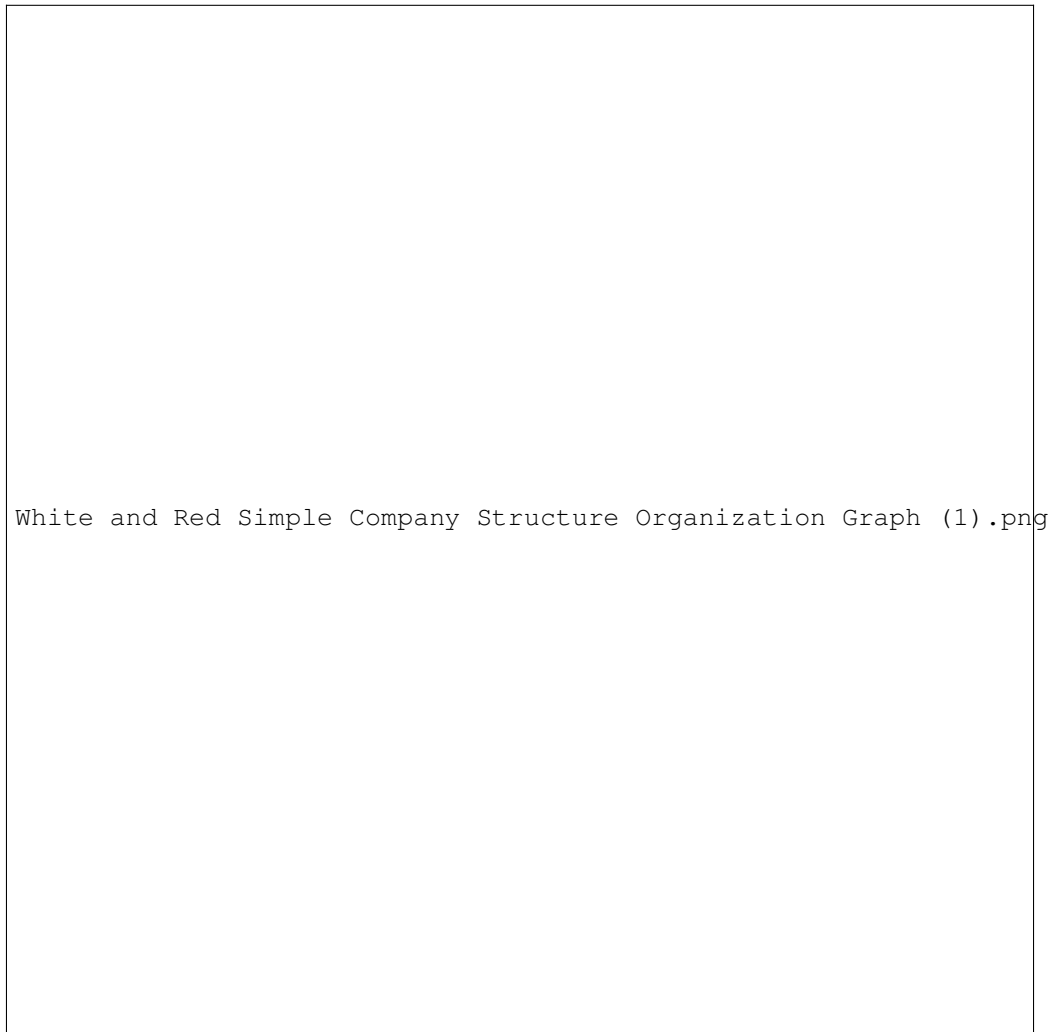 White and Red Simple Company Structure Organization Graph (1).png